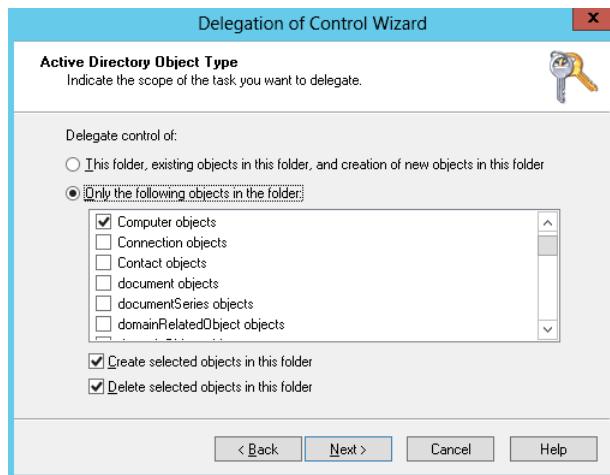 Delegation of Control Wizard
x
Active Directory Object Type
Indicate the scope of the task you want to delegate.
Delegate control of:
This folder, existing objects in this folder, and creation of new objects in this folder
Only the following objects in the folder:
Computer objects
Connection objects
Contact objects
document objects
documentSeries objects
domainRelatedObject objects
Create selected objects in this folder
Delete selected objects in this folder
< Back
Next >
Cancel
Help